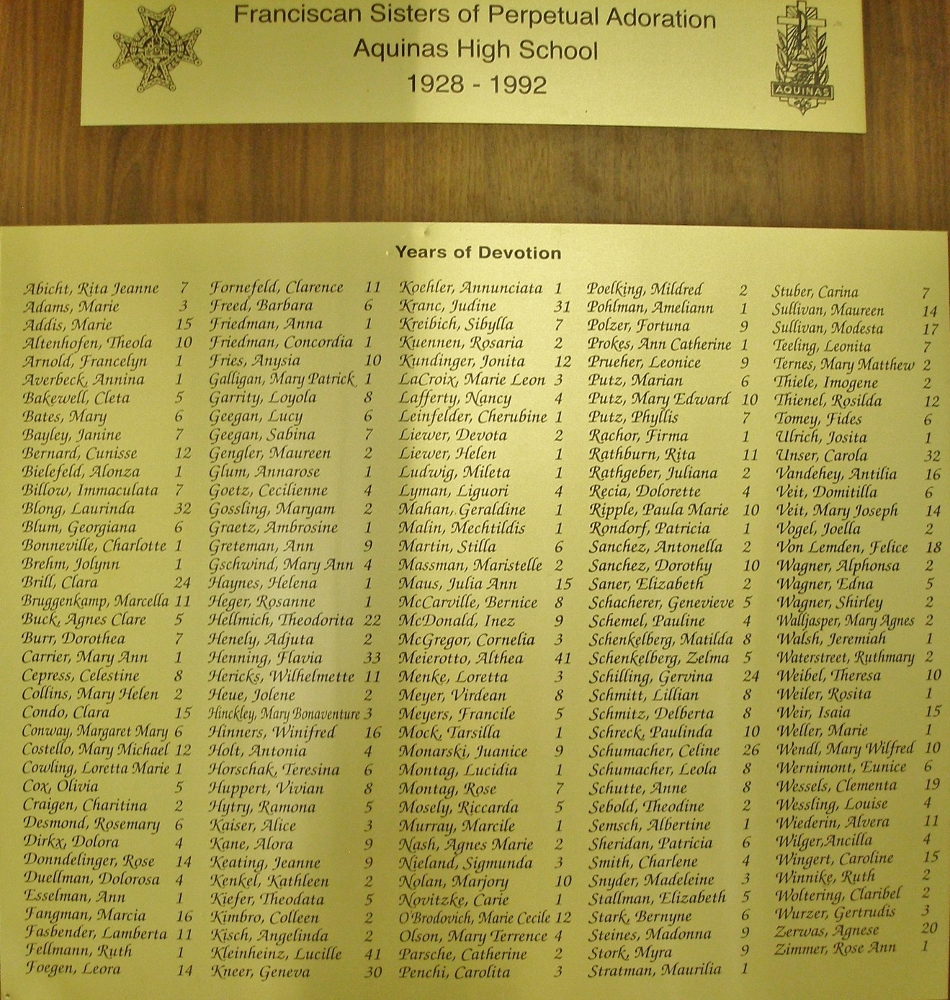 Franciscan Sisters of Perpetual Adoration
Aquinas High School
1928 - 1992
AQUINAS
Years of Devotion
Abicht, Rita Jeanne 7
Adams, Marie 3
Addis, Marie 15
Altenhofen, Theola 10
Arnold, Francelyn 1
Averbeck, Annina 1
Bakewell, Cleta 5
Bates, Mary 6
Bayley, Janine 7
Bernard, Cunisse 12
Bielefeld, Alonza 1
Billow, Immaculata 7
Blong, Laurinda 32
Blum, Georgiana 6
Bonneville, Charlotte 1
Brehm, Jolynn 1
Brill, Clara 24
Bruggenkamp, Marcella 11
Buck, Agnes Clare 5
Burr, Dorothea 7
Carrier, Mary Ann 1
Cepress, Celestine 8
Collins, Mary Helen 2
Condo, Clara 15
Conway, Margaret Mary 6
Costello, Mary Michael 12
Cowling, Loretta Marie 1
Cox, Olivia 5
Craigen, Charitina 2
Desmond, Rosemary 6
Dirkx, Dolora 4
Donndelinger, Rose 14
Duellman, Dolorosa 4
Esselman, Ann 1
Fangman, Marcia 16
Fasbender, Lamberta 11
Fellmann, Ruth 1
Foegen, Leora 14
Fornefeld, Clarence 11
Freed, Barbara 6
Friedman, Anna 1
Friedman, Concordia 1
Fries, Anysia 10
Galligan, Mary Patrick 1
Garrity, Loyola 8
Geegan, Lucy 6
Geegan, Sabina 7
Gengler, Maureen 2
Glum, Annarose 1
Goetz, Cecilienne 4
Gossling, Maryam 2
Graetz, Ambrosine 1
Greteman, Ann 9
Gschwind, Mary Ann 4
Haynes, Helena 1
Heger, Rosanne 1
Hellmich, Theodorita 22
Henely, Adjuta 2
Henning, Flavia 33
Hericks, Wilhelmette 11
Heue, Jolene 2
Hinckley, Mary Bonaventure 3
Hinners, Winifred 16
Holt, Antonia 4
Horschak, Teresina 6
Huppert, Vivian 8
Hytry, Ramona 5
Kaiser, Alice 3
Kane, Alora 9
Keating, Jeanne 9
Kenkel, Kathleen 2
Kiefer, Theodata 5
Kimbro, Colleen 2
Kisch, Angelinda 2
Kleinheinz, Lucille 41
Kneer, Geneva 30
Koehler, Annunciata 1
Kranc, Judine 31
Kreibich, Sibylla 7
Kuennen, Rosaria 2
Kundinger, Jonita 12
LaCroix, Marie Leon 3
Lafferty, Nancy 4
Leinfelder, Cherubine 1
Liewer, Devota 2
Liewer, Helen 1
Ludwig, Mileta 1
Lyman, Liguori 4
Mahan, Geraldine 1
Malin, Mechtildis 1
Martin, Stilla 6
Massman, Maristelle 2
Maus, Julia Ann 15
McCarville, Bernice 8
McDonald, Inez 9
McGregor, Cornelia 3
Meierotto, Althea 41
Menke, Loretta 3
Meyer, Virdean 8
Meyers, Francile 5
Mock, Tarsilla 1
Monarski, Juanice 9
Montag, Lucidia 1
Montag, Rose 7
Mosely, Riccarda 5
Murray, Marcile 1
Nash, Agnes Marie 2
Nieland, Sigmunda 3
Nolan, Marjory 10
Novitzke, Carie 1
O'Brodovich, Marie Cecile 12
Olson, Mary Terrence 4
Parsche, Catherine 2
Penchi, Carolita 3
Poelking, Mildred 2
Pohlman, Ameliann 1
Polzer, Fortuna 9
Prokes, Ann Catherine 1
Prueher, Leonice 9
Putz, Marian 6
Putz, Mary Edward 10
Putz, Phyllis 7
Rachor, Firma 1
Rathburn, Rita 11
Rathgeber, Juliana 2
Recia, Dolorette 4
Ripple, Paula Marie 10
Rondorf, Patricia 1
Sanchez, Antonella 2
Sanchez, Dorothy 10
Saner, Elizabeth 2
Schacherer, Genevieve 5
Schemel, Pauline 4
Schenkelberg, Matilda 8
Schenkelberg, Zelma 5
Schilling, Gervina 24
Schmitt, Lillian 8
Schmitz, Delberta 8
Schreck, Paulinda 10
Schumacher, Celine 26
Schumacher, Leola 8
Schutte, Anne 8
Sebold, Theodine 2
Semsch, Albertine 1
Sheridan, Patricia 6
Smith, Charlene 4
Snyder, Madeleine 3
Stallman, Elizabeth 5
Stark, Bernyne 6
Steines, Madonna 9
Stork, Myra 9
Stratman, Maurilia 1
Stuber, Carina 7
Sullivan, Maureen 14
Sullivan, Modesta 17
Teeling, Leonita 7
Ternes, Mary Matthew 2
Thiele, Imogene 2
Thienel, Rosilda 12
Tomey, Fides 6
Ulrich, Josita 1
Unser, Carola 32
Vandehey, Antilia 16
Veit, Domitilla 6
Veit, Mary Joseph 14
Vogel, Joella 2
Von Lemden, Felice 18
Wagner, Alphonsa 2
Wagner, Edna 5
Wagner, Shirley 2
Walljasper, Mary Agnes 2
Walsh, Jeremiah 1
Waterstreet, Ruthmary 2
Weibel, Theresa 10
Weiler, Rosita 1
Weir, Isaia 15
Weller, Marie 1
Wendl, Mary Wilfred 10
Wernimont, Eunice 6
Wessels, Clementa 19
Wessling, Louise 4
Wiederin, Alvera 11
Wilger,Ancilla 4
Wingert, Caroline 15
Winnike, Ruth 2
Woltering, Claribel 2
Wurzer, Gertrudis 3
Zerwas, Agnese 20
Zimmer, Rose Ann 1